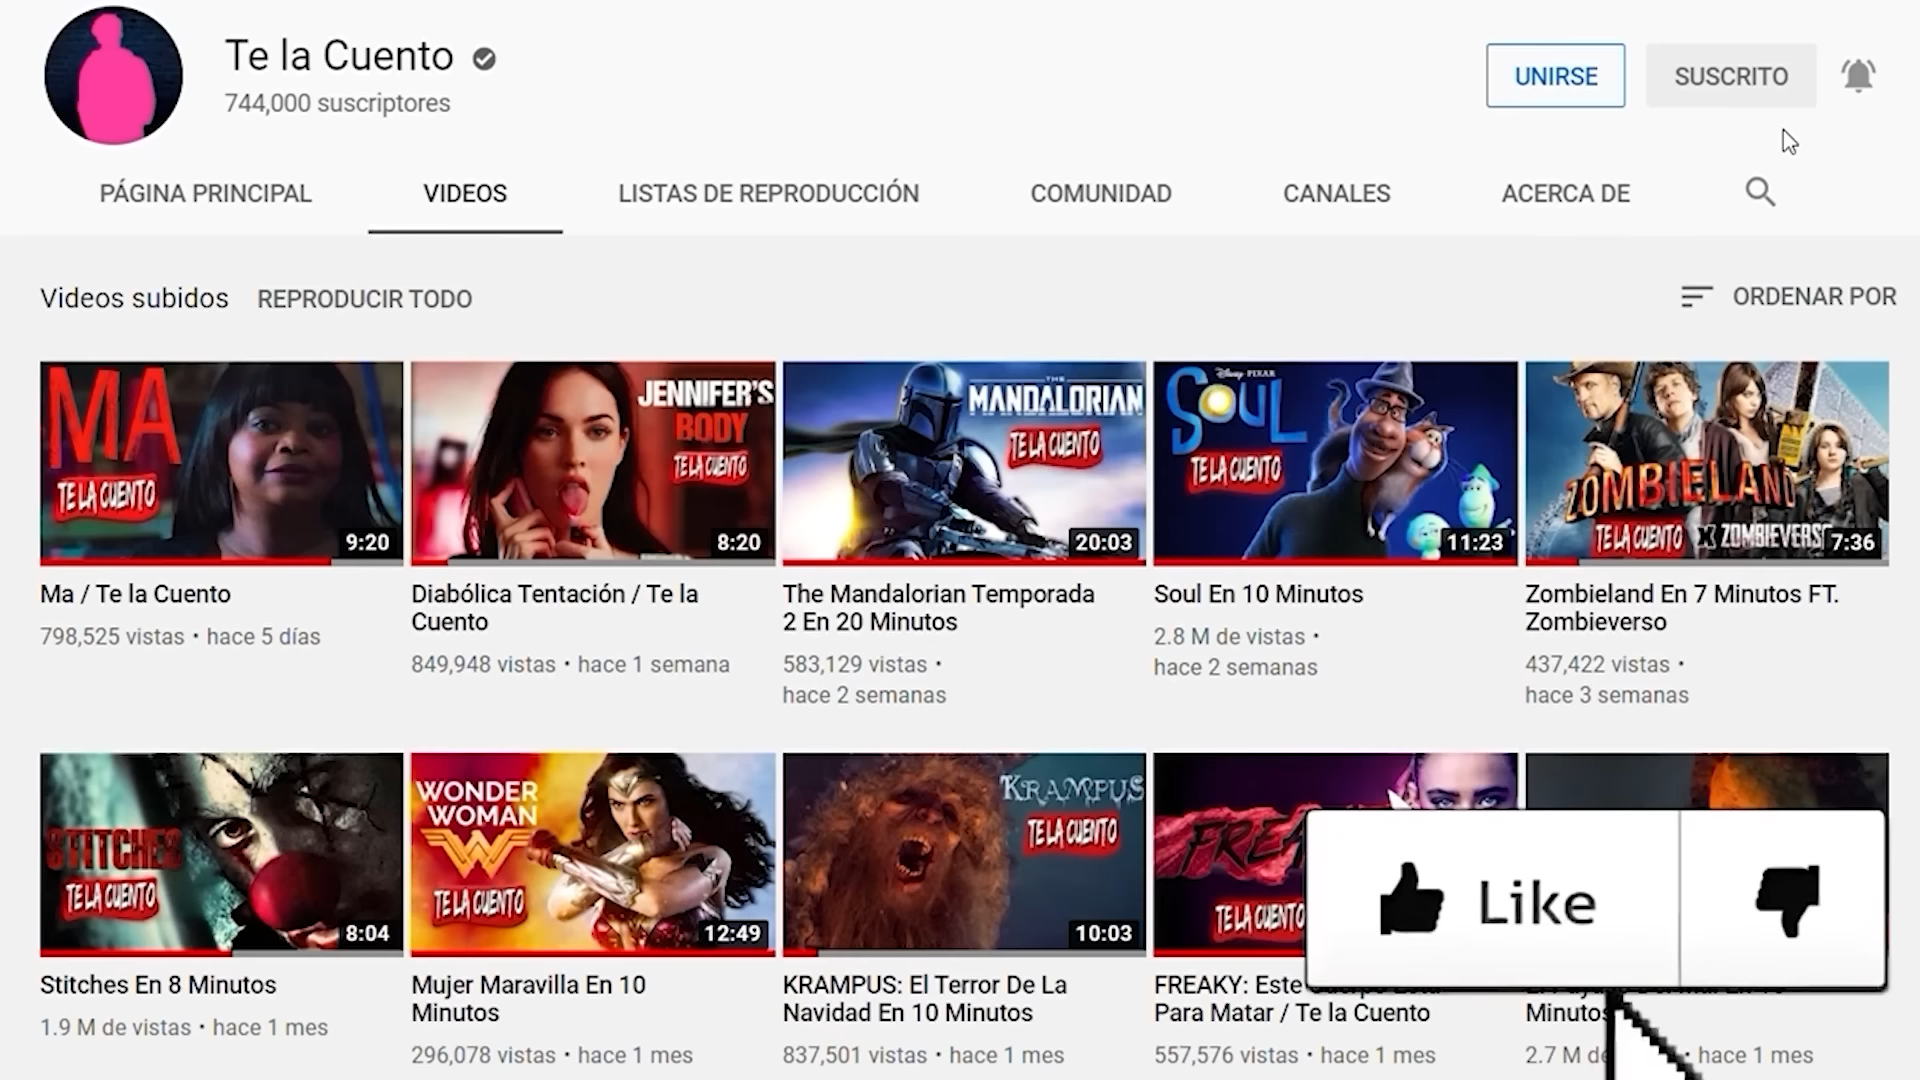 Te la Cuento
744,000 suscriptores
UNIRSE
SUSCRITO
PÁGINA PRINCIPAL
VIDEOS
LISTAS DE REPRODUCCIÓN
COMUNIDAD
CANALES
ACERCA DE
Videos subidos
REPRODUCIR TODO
ORDENAR POR
MA
TE LA CUENTO
9:20
JENNIFER'S
BODY
TE LA CUENTO
8:20
THE
MANDALORIAN
TE LA CUENTO
20:03
Disney PIXAR
SOUL
TE LA CUENTO
11:23
ZOMBIELAND
TE LA CUENTO X ZOMBIEVERS
7:36
Ma / Te la Cuento
798,525 vistas • hace 5 días
Diabólica Tentación / Te la
Cuento
849,948 vistas • hace 1 semana
The Mandalorian Temporada
2 En 20 Minutos
583,129 vistas •
hace 2 semanas
Soul En 10 Minutos
2.8 M de vistas •
hace 2 semanas
Zombieland En 7 Minutos FT.
Zombieverso
437,422 vistas •
hace 3 semanas
STITCHES
TE LA CUENTO
8:04
WONDER
WOMAN
TE LA CUENTO
12:49
KRAMPUS
TE LA CUENTO
10:03
FREA
TE LA CUENTO
Like
Stitches En 8 Minutos
1.9 M de vistas • hace 1 mes
Mujer Maravilla En 10
Minutos
296,078 vistas • hace 1 mes
KRAMPUS: El Terror De La
Navidad En 10 Minutos
837,501 vistas • hace 1 mes
FREAKY: Este
Para Matar / Te la Cuento
557,576 vistas • hace 1 mes
Minutos
2.7 M de • hace 1 mes